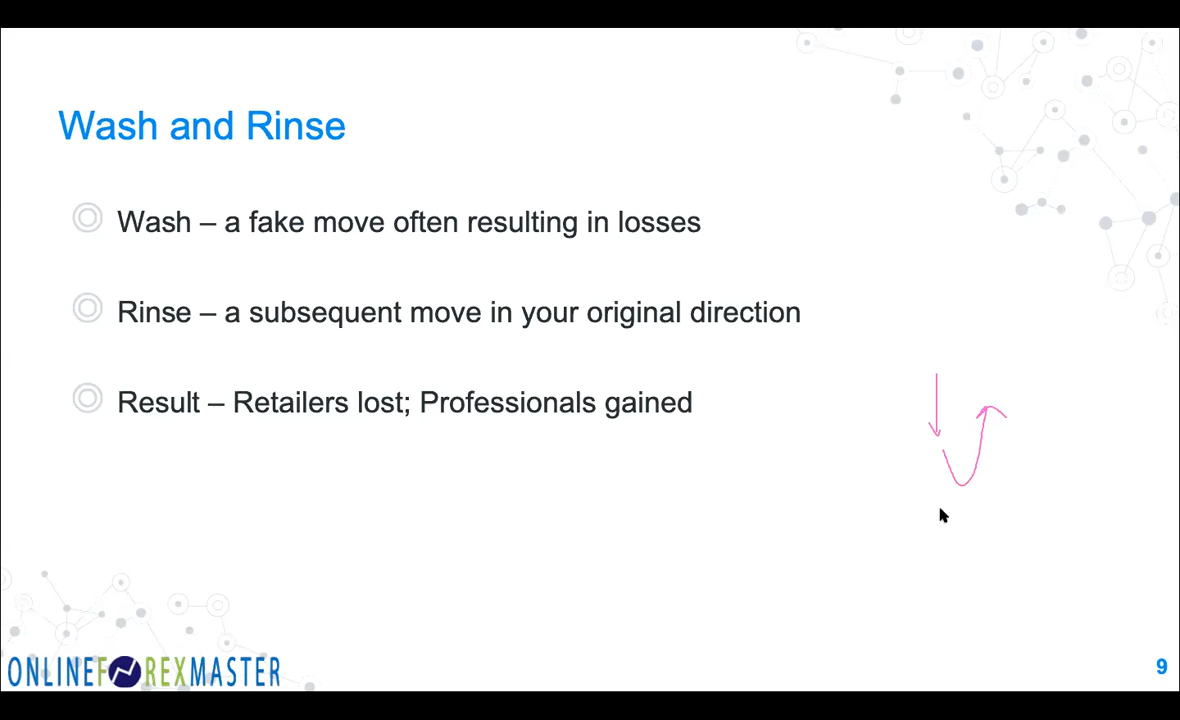 Wash and Rinse
Wash – a fake move often resulting in losses
Rinse – a subsequent move in your original direction
Result – Retailers lost; Professionals gained
ONLINEFOREXMASTER
9